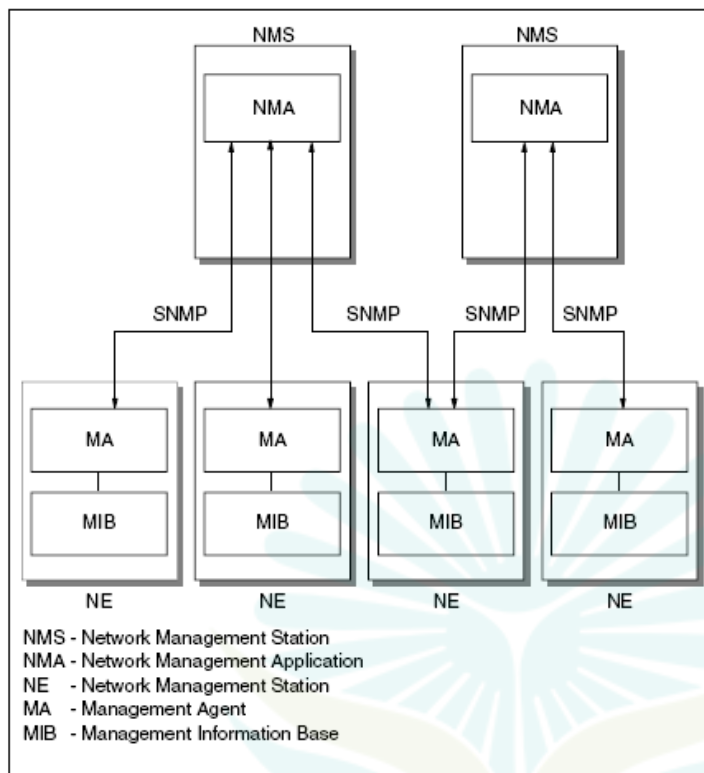 NMS NMS
NMA NMA
SNMP SNMP SNMP SNMP
MA MA MA MA
MIB MIB MIB MIB
NE NE NE NE
NMS - Network Management Station
NMA - Network Management Application
NE - Network Management Station
MA - Management Agent
MIB - Management Information Base